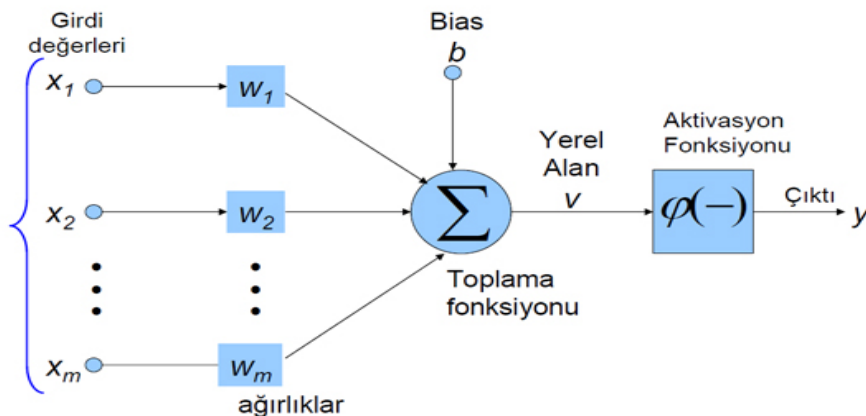 Girdi
değerleri
x1
w1
Bias
b
x2
w2
∑
Yerel
Alan
v
Aktivasyon
Fonksiyonu
φ(−)
Çıktı
y
Toplama
fonksiyonu
xm
wm
ağırlıklar